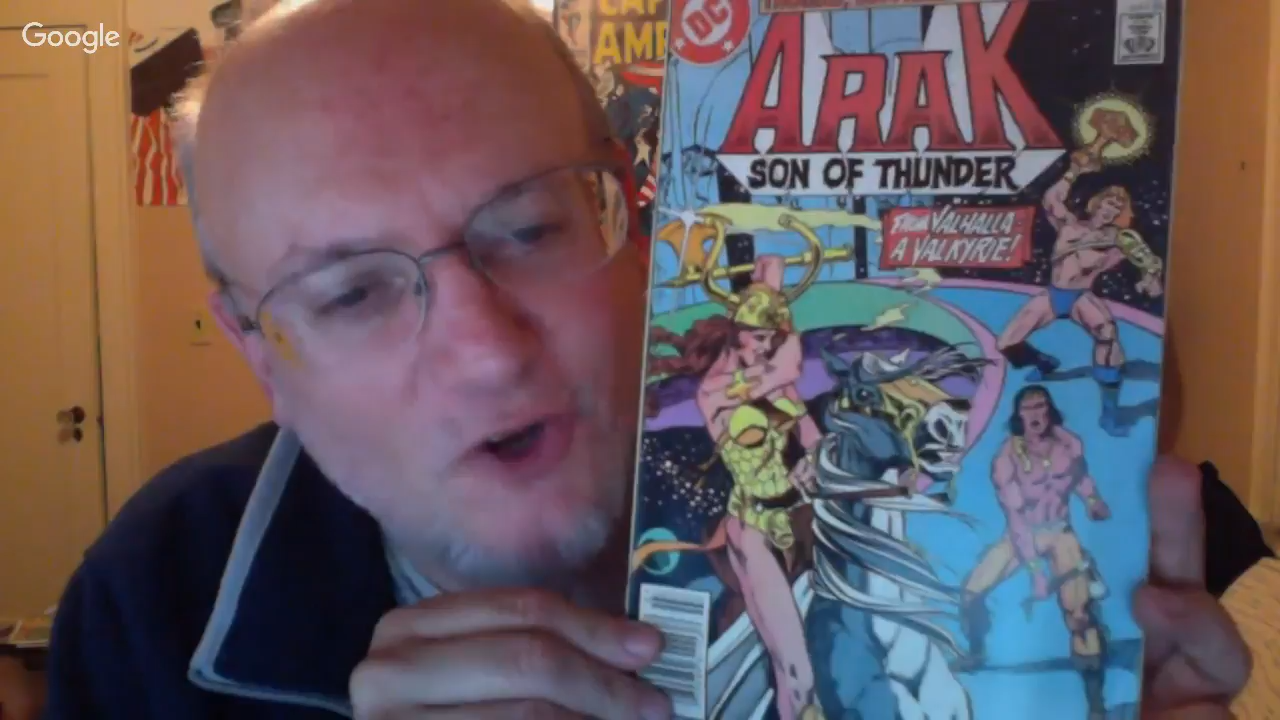 Google
CAP
AME
DC
ARAK
SON OF THUNDER
FROM VALHALLA-
A VALKYRIE!